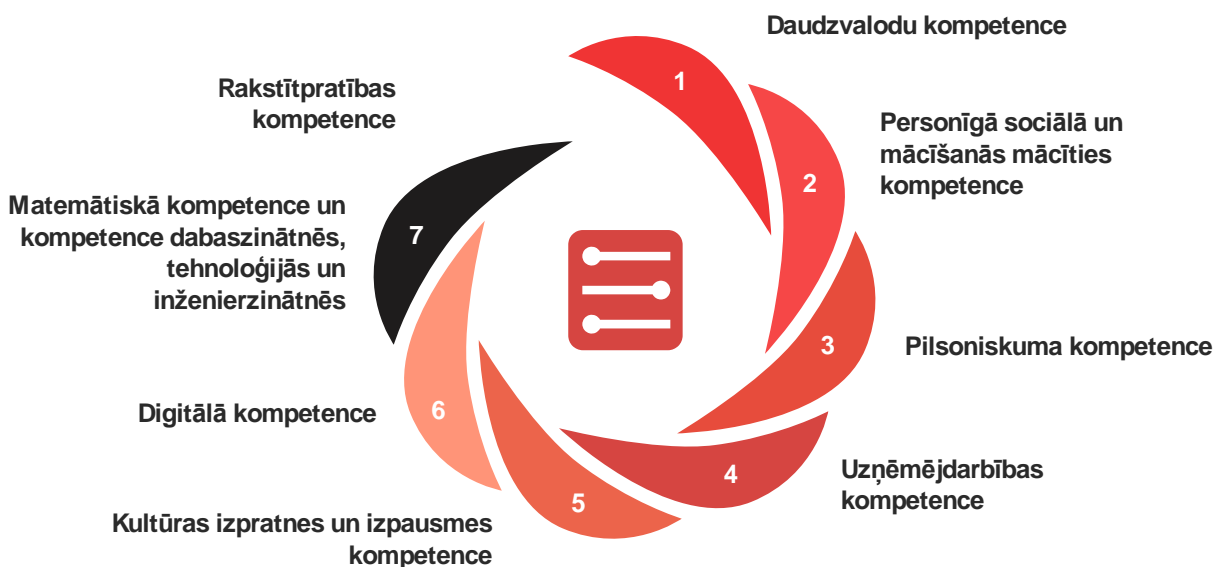 Daudzvalodu kompetence
1
Rakstītpratības
kompetence
2
Personīgā sociālā un
mācīšanās mācīties
kompetence
7
Matemātiskā kompetence un
kompetence dabaszinātnēs,
tehnoloģijās un
inženierzinātnēs
3
Pilsoniskuma kompetence
6
Digitālā kompetence
4
Uzņēmējdarbības
kompetence
5
Kultūras izpratnes un izpausmes
kompetence